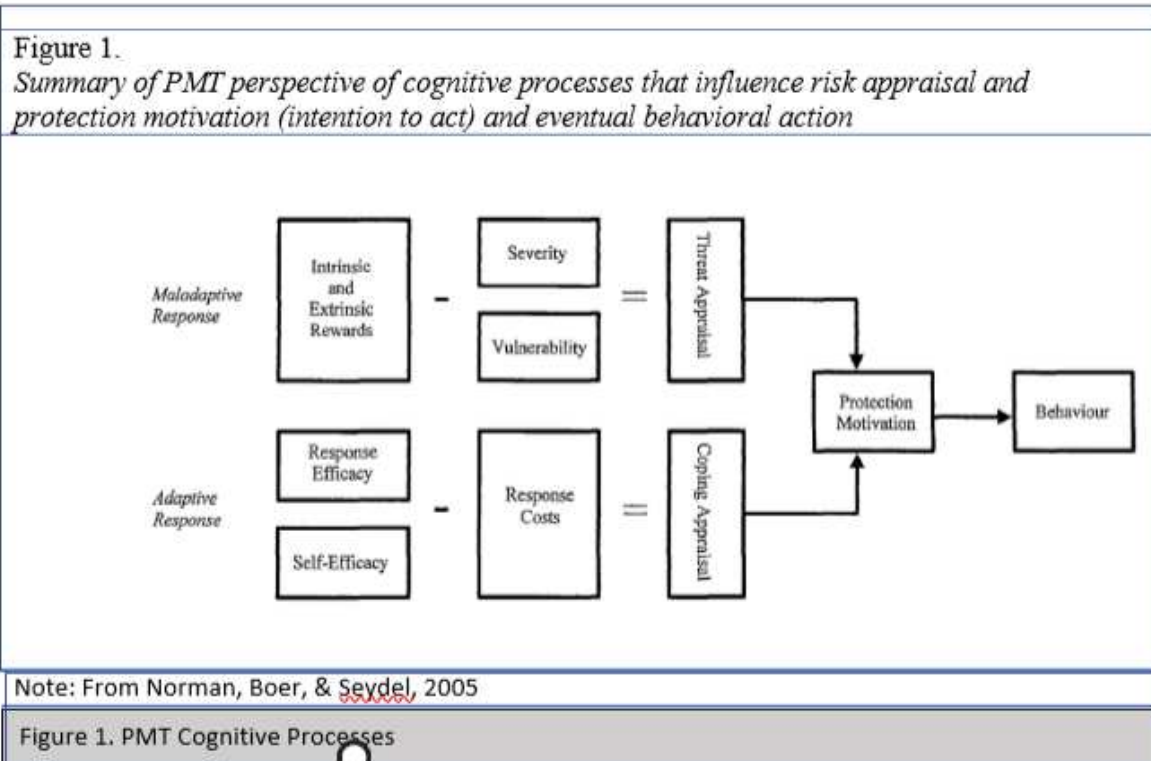 Figure 1.
Summary of PMT perspective of cognitive processes that influence risk appraisal and
protection motivation (intention to act) and eventual behavioral action
Maladaptive
Response
Intrinsic
and
Extrinsic
Rewards
-
Severity
Vulnerability
=
Threat Appraisal
Adaptive
Response
Response
Efficacy
Self-Efficacy
-
Response
Costs
=
Coping Appraisal
Protection
Motivation
Behaviour
Note: From Norman, Boer, & Seydel, 2005
Figure 1. PMT Cognitive Processes